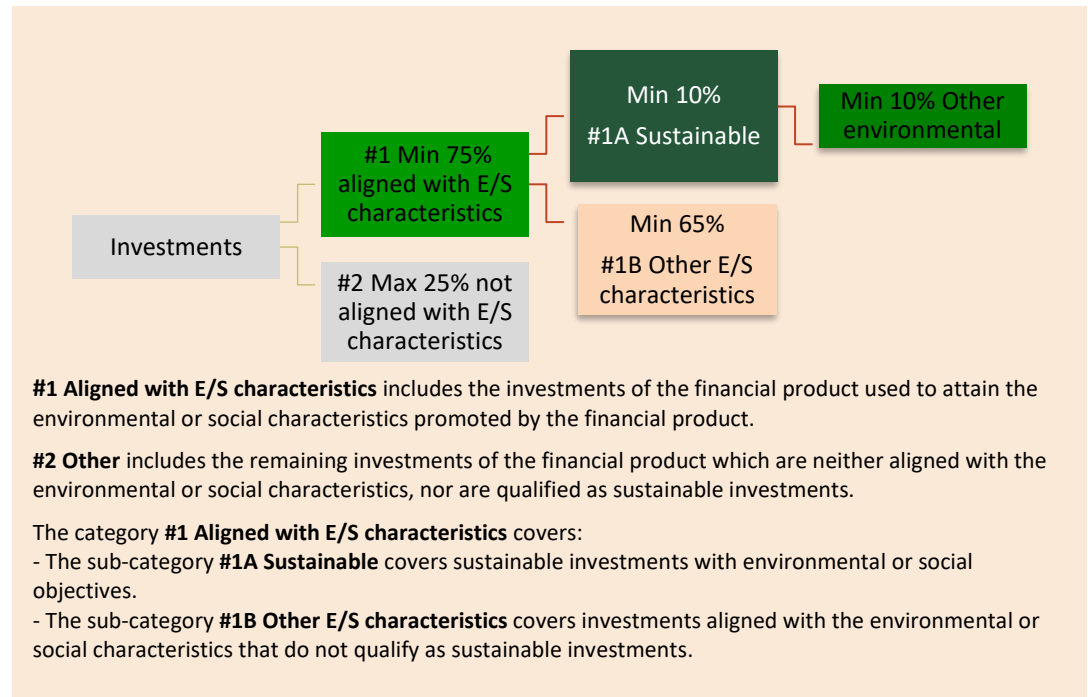 Min 10%
#1A Sustainable
Min 10% Other
environmental
#1 Min 75%
aligned with E/S
characteristics
Min 65%
#1B Other E/S
characteristics
Investments
#2 Max 25% not
aligned with E/S
characteristics
#1 Aligned with E/S characteristics includes the investments of the financial product used to attain the
environmental or social characteristics promoted by the financial product.
#2 Other includes the remaining investments of the financial product which are neither aligned with the
environmental or social characteristics, nor are qualified as sustainable investments.
The category #1 Aligned with E/S characteristics covers:
- The sub-category #1A Sustainable covers sustainable investments with environmental or social
objectives.
- The sub-category #1B Other E/S characteristics covers investments aligned with the environmental or
social characteristics that do not qualify as sustainable investments.